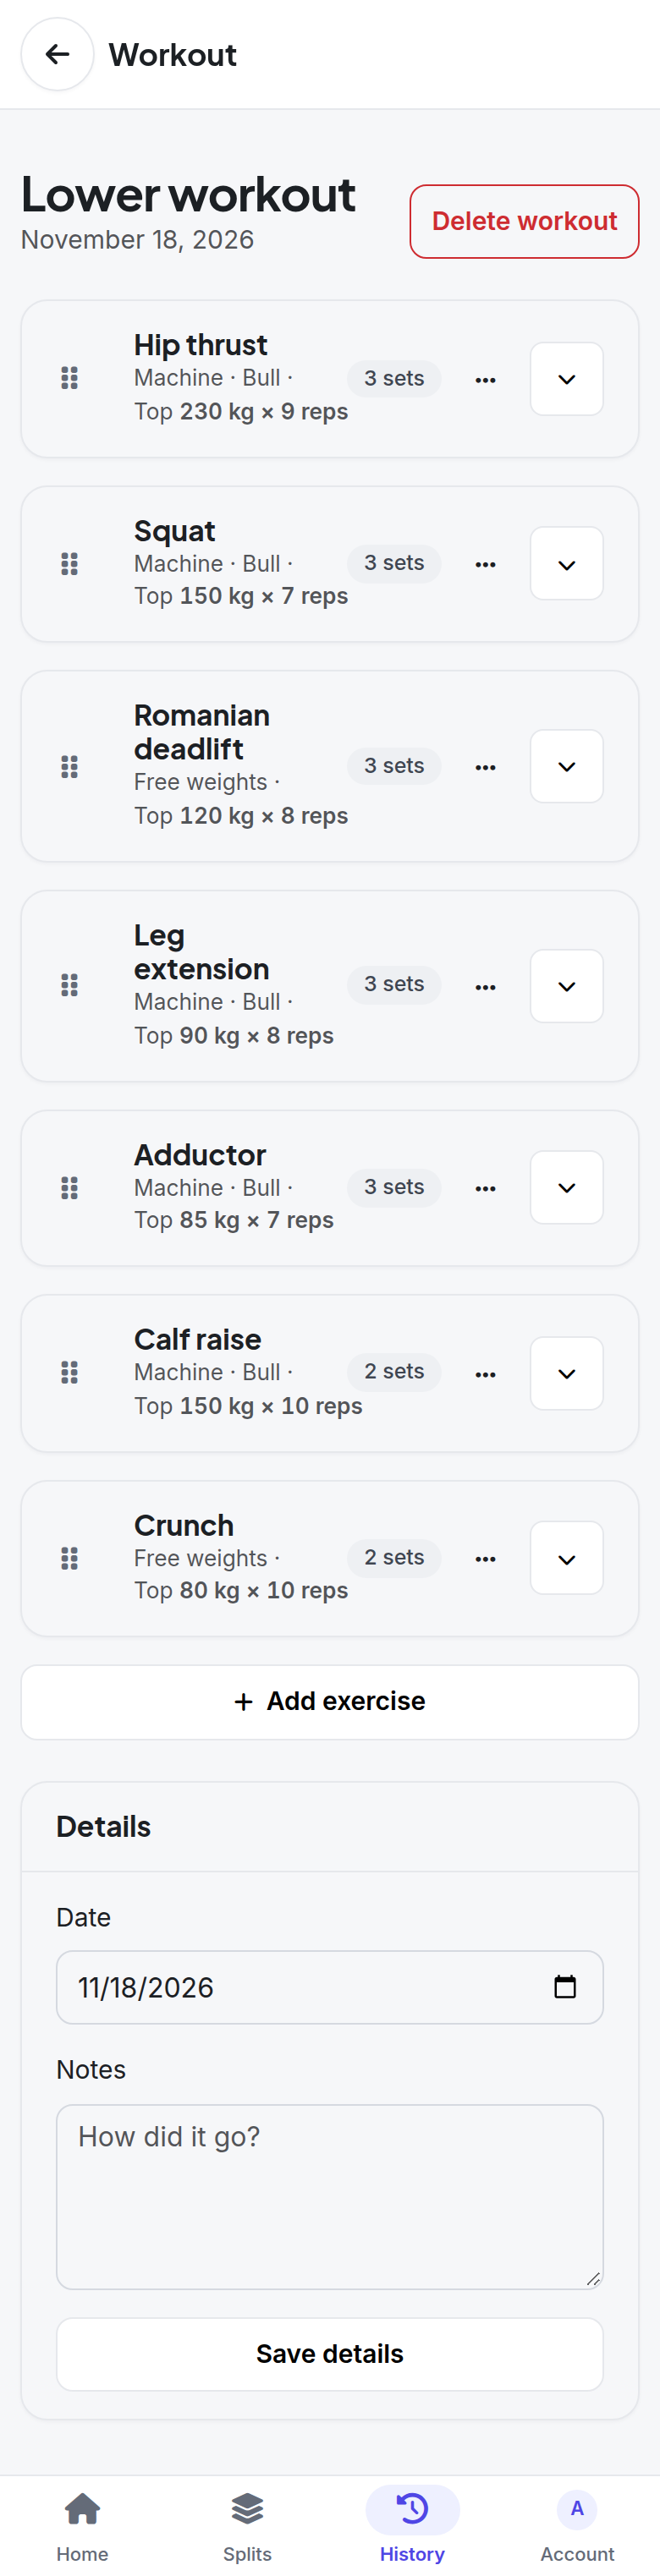 Workout
Lower workout
November 18, 2026
Delete workout
Hip thrust
Machine · Bull ·
Top 230 kg × 9 reps
3 sets
Squat
Machine · Bull ·
Top 150 kg × 7 reps
3 sets
Romanian
deadlift
Free weights ·
Top 120 kg × 8 reps
3 sets
Leg
extension
Machine · Bull ·
Top 90 kg × 8 reps
3 sets
Adductor
Machine · Bull ·
Top 85 kg × 7 reps
3 sets
Calf raise
Machine · Bull ·
Top 150 kg × 10 reps
2 sets
Crunch
Free weights ·
Top 80 kg × 10 reps
2 sets
+ Add exercise
Details
Date
11/18/2026
Notes
How did it go?
Save details
Home
Splits
History
A
Account